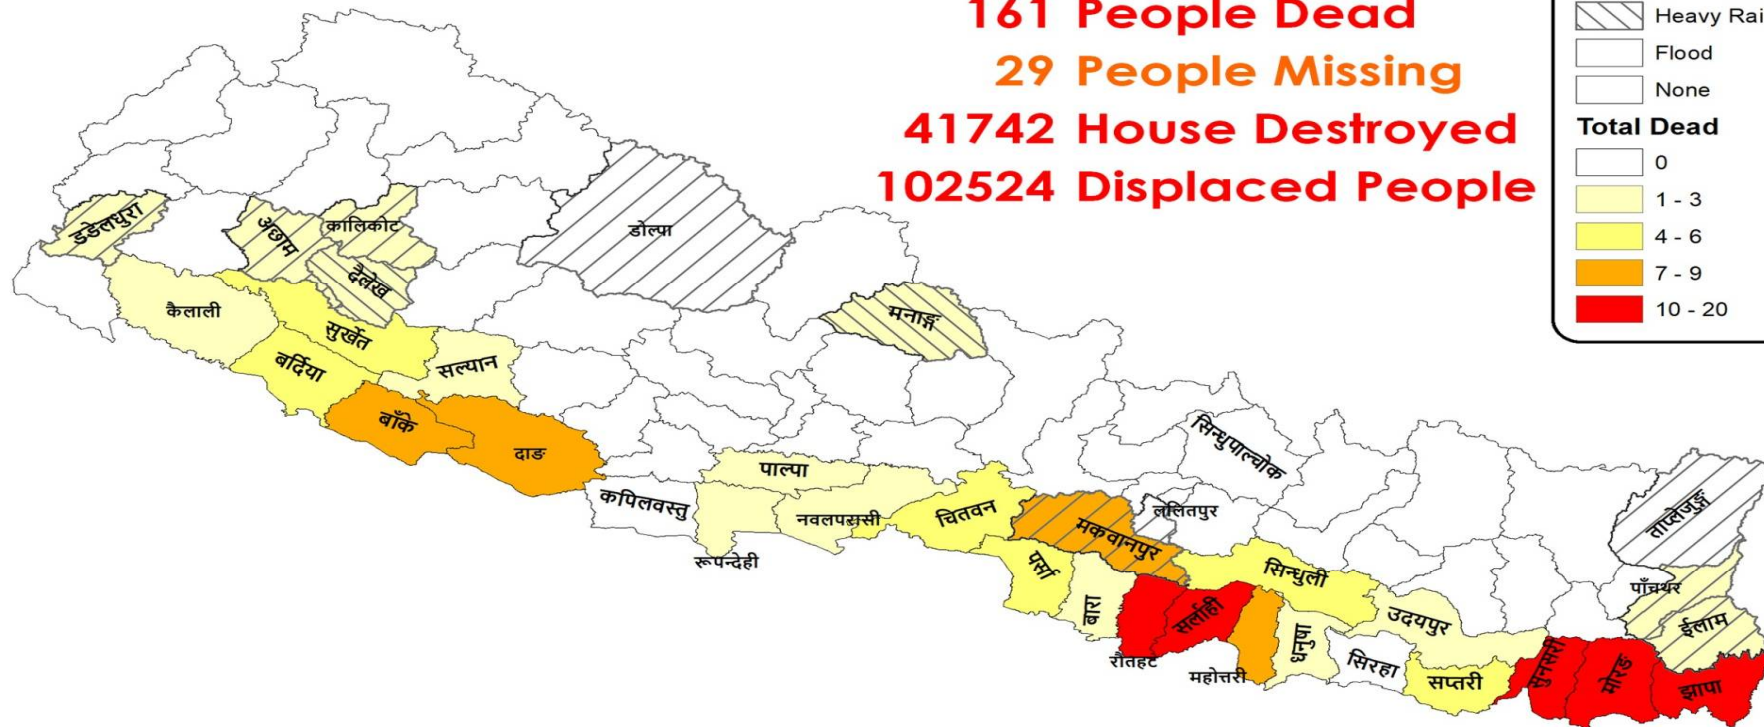 161 People Dead
29 People Missing
41742 House Destroyed
102524 Displaced People
Heavy Rai
Flood
None
Total Dead
0
1 - 3
4 - 6
7 - 9
10 - 20
डडेलधुरा
अछाम
कालिकोट
डोल्पा
दैलेख
कैलाली
मनाङ्ग
सुर्खेत
बर्दिया
सल्यान
बाँके
दाङ
सिन्धुपाल्चोक
पाल्पा
कपिलवस्तु
नवलपरासी
चितवन
ललितपुर
ताप्लेजुङ्ग
मकवानपुर
रूपन्देही
पर्सा
सिन्धुली
पाँचथर
बारा
सर्लाही
उदयपुर
ईलाम
धनुषा
रौतहट
सिरहा
महोत्तरी
सप्तरी
सुनसरी
मोरङ
झापा